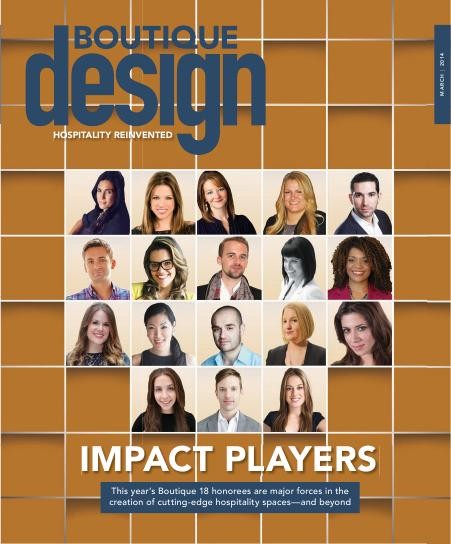 BOUTIQUE
design
HOSPITALITY REINVENTED
MARCH | 2014
IMPACT PLAYERS
This year's Boutique 18 honorees are major forces in the
creation of cutting-edge hospitality spaces—and beyond